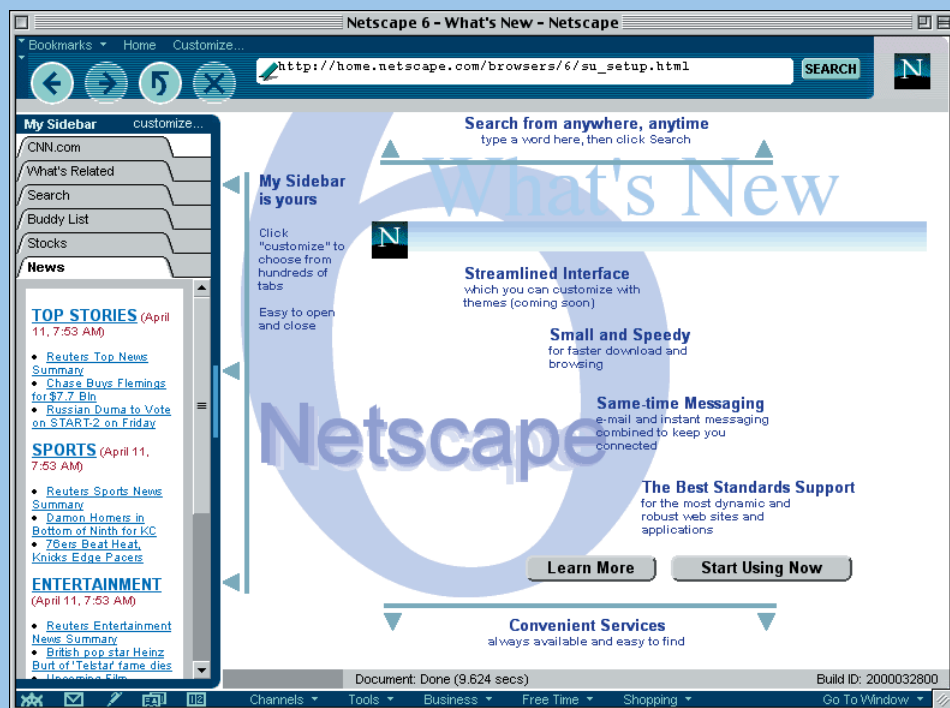 Netscape 6 - What's New - Netscape
Bookmarks Home Customize...
http://home.netscape.com/browsers/6/su_setup.html
SEARCH
N
My Sidebar customize...
CNN.com
What's Related
Search
Buddy List
Stocks
News
TOP STORIES (April
11, 7:53 AM)
Reuters Top News
Summary
Chase Buys Flemings
for $7.7 Bln
Russian Duma to Vote
on START-2 on Friday
SPORTS (April 11,
7:53 AM)
Reuters Sports News
Summary
Damon Homers in
Bottom of Ninth for KC
76ers Beat Heat,
Knicks Edge Pacers
ENTERTAINMENT
(April 11, 7:53 AM)
Reuters Entertainment
News Summary
British pop star Heinz
Burt of 'Telstar' fame dies
Upcoming Film
Search from anywhere, anytime
type a word here, then click Search
What's New
N
6
My Sidebar
is yours
Click
"customize" to
choose from
hundreds of
tabs
Easy to open
and close
Streamlined Interface
which you can customize with
themes (coming soon)
Small and Speedy
for faster download and
browsing
Netscape
Same-time Messaging
e-mail and instant messaging
combined to keep you
connected
The Best Standards Support
for the most dynamic and
robust web sites and
applications
Learn More Start Using Now
Convenient Services
always available and easy to find
Document: Done (9.624 secs) Build ID: 2000032800
Channels Tools Business Free Time Shopping Go To Window